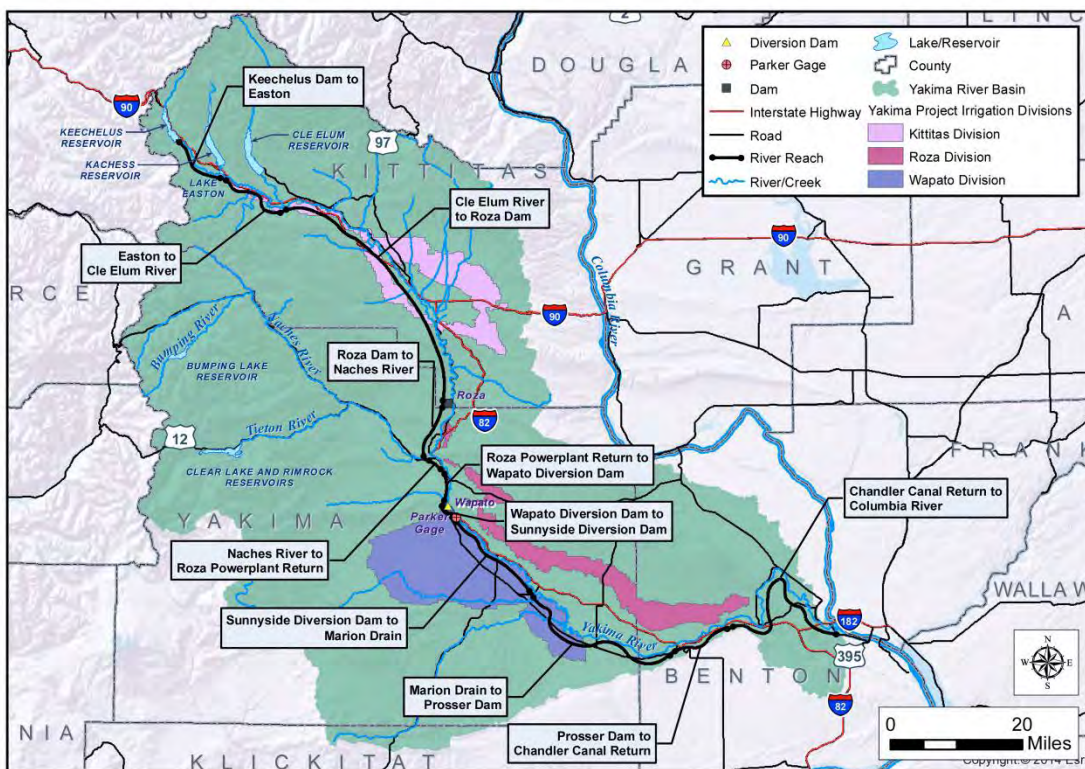 K I N G
2
L I N C
DOUGLA
90
Keechelus Dam to
Easton
KEECHELUS
RESERVOIR
CLE ELUM
RESERVOIR
97
KACHESS
RESERVOIR
LAKE
EASTON
KITTITAS
Cle Elum River
to Roza Dam
Easton to
Cle Elum River
RCE
Bumping River
Naches River
BUMPING LAKE
RESERVOIR
Roza Dam to
Naches River
Roza
82
90
Columbia River
90
GRANT
A
12
Tieton River
CLEAR LAKE AND RIMROCK
RESERVOIRS
Roza Powerplant Return to
Wapato Diversion Dam
FRANK
YAKIMA
Wapato
Parker
Gage
Wapato Diversion Dam to
Sunnyside Diversion Dam
Chandler Canal Return to
Columbia River
Naches River to
Roza Powerplant Return
Sunnyside Diversion Dam to
Marion Drain
Yakima River
WALLA W
182
395
BENTON
82
Marion Drain to
Prosser Dam
Prosser Dam to
Chandler Canal Return
NIA
KLICKITAT
Diversion Dam
Parker Gage
Dam
Interstate Highway
Road
River Reach
River/Creek
Lake/Reservoir
County
Yakima River Basin
Yakima Project Irrigation Divisions
Kittitas Division
Roza Division
Wapato Division
N
W E
S
0 20
Miles
Copyright:© 2014 Esri